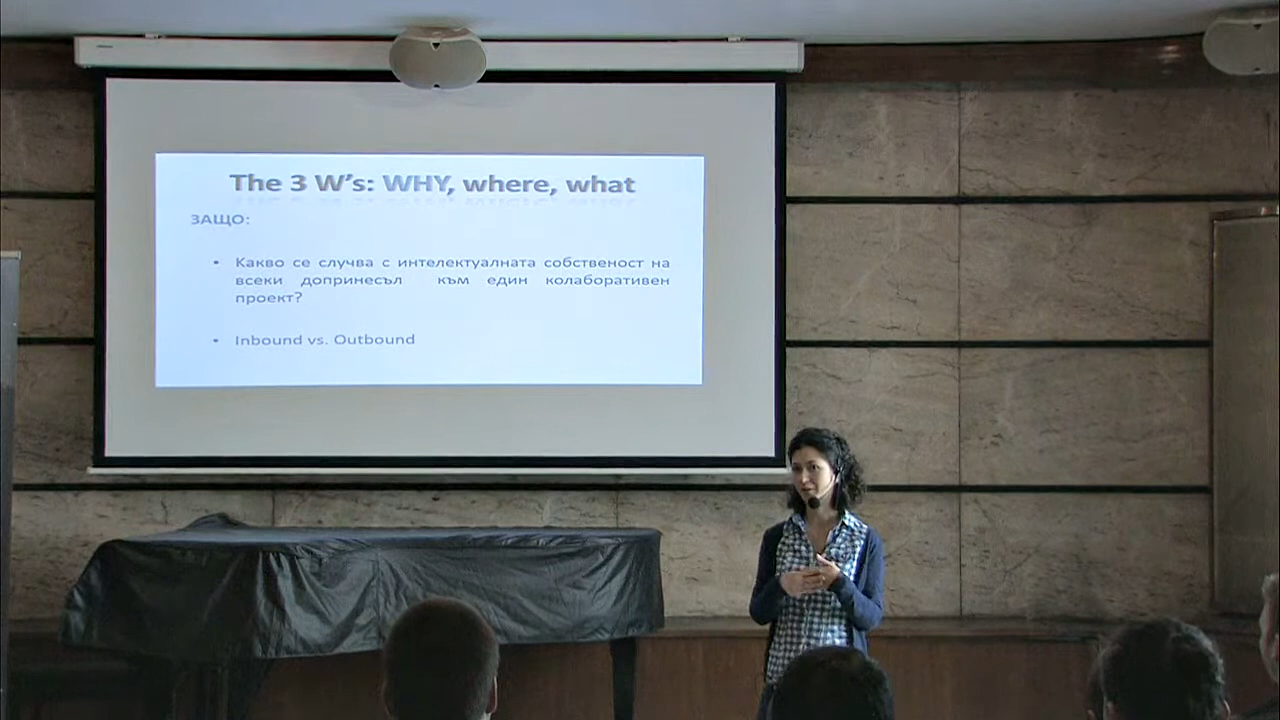 The 3 W's: WHY, where, what
ЗАЩО:
• Какво се случва с интелектуалната собственост на
всеки допринесъл към един колаборативен
проект?
• Inbound vs. Outbound